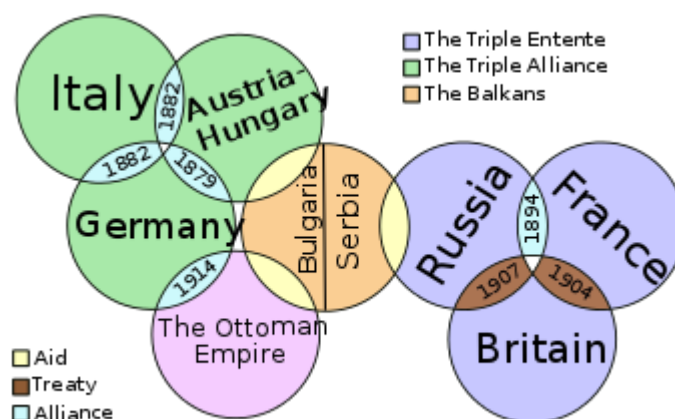 The Triple Entente
The Triple Alliance
The Balkans
Italy
Austria-
Hungary
1882
1882
1879
Germany
Bulgaria
Serbia
Russia
France
1894
1914
1907
1904
The Ottoman
Empire
Britain
Aid
Treaty
Alliance